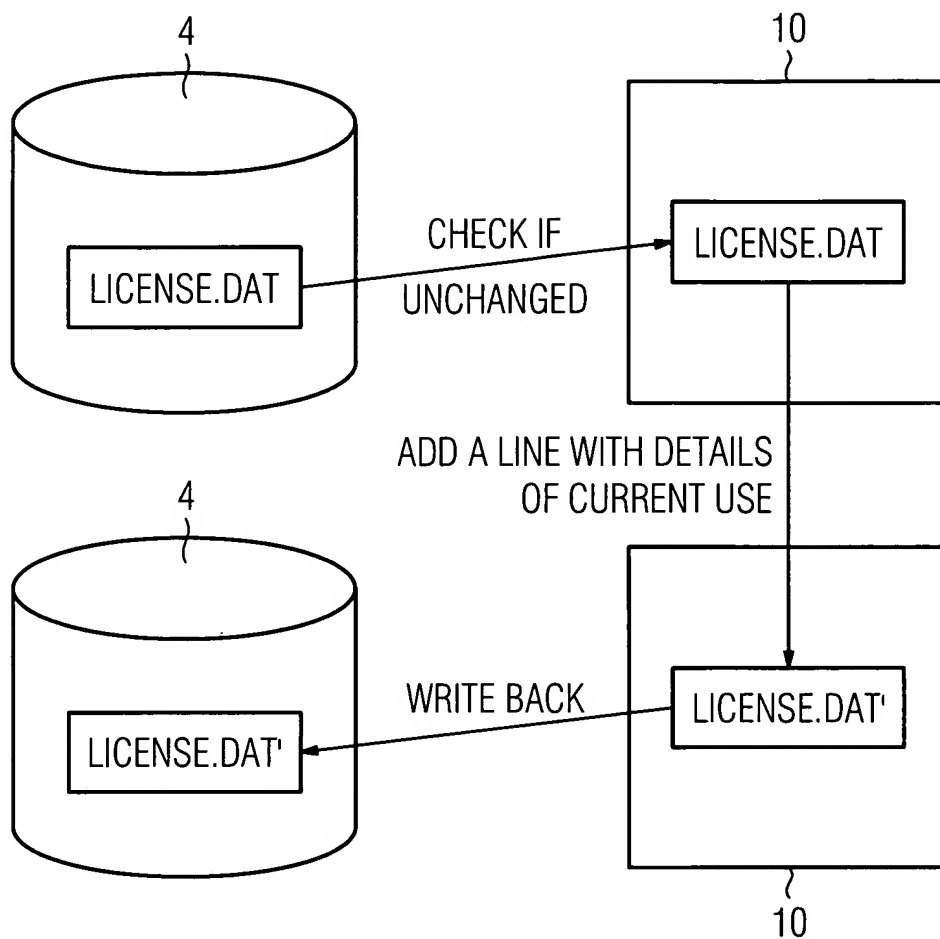 4
10
LICENSE.DAT
CHECK IF
UNCHANGED
LICENSE.DAT
ADD A LINE WITH DETAILS
OF CURRENT USE
4
LICENSE.DAT'
WRITE BACK
LICENSE.DAT'
10